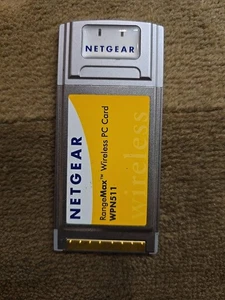 NETGEAR
NETGEAR
RangeMax™ Wireless PC Card
WPN511
wireless